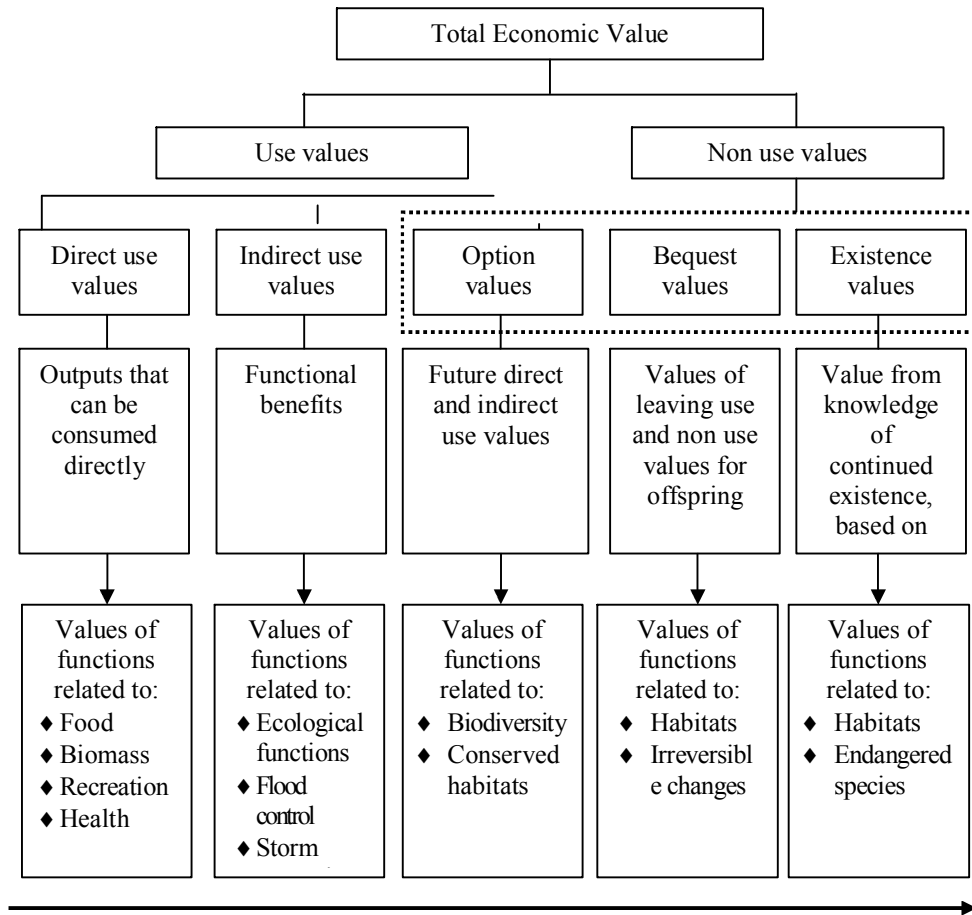 Total Economic Value
Use values
Non use values
Direct use
values
Indirect use
values
Option
values
Bequest
values
Existence
values
Outputs that
can be
consumed
directly
Functional
benefits
Future direct
and indirect
use values
Values of
leaving use
and non use
values for
offspring
Value from
knowledge
of
continued
existence,
based on
Values of
functions
related to:
♦ Food
♦ Biomass
♦ Recreation
♦ Health
Values of
functions
related to:
♦ Ecological
functions
♦ Flood
control
♦ Storm
Values of
functions
related to:
♦ Biodiversity
♦ Conserved
habitats
Values of
functions
related to:
♦ Habitats
♦ Irreversibl
e changes
Values of
functions
related to:
♦ Habitats
♦ Endangered
species